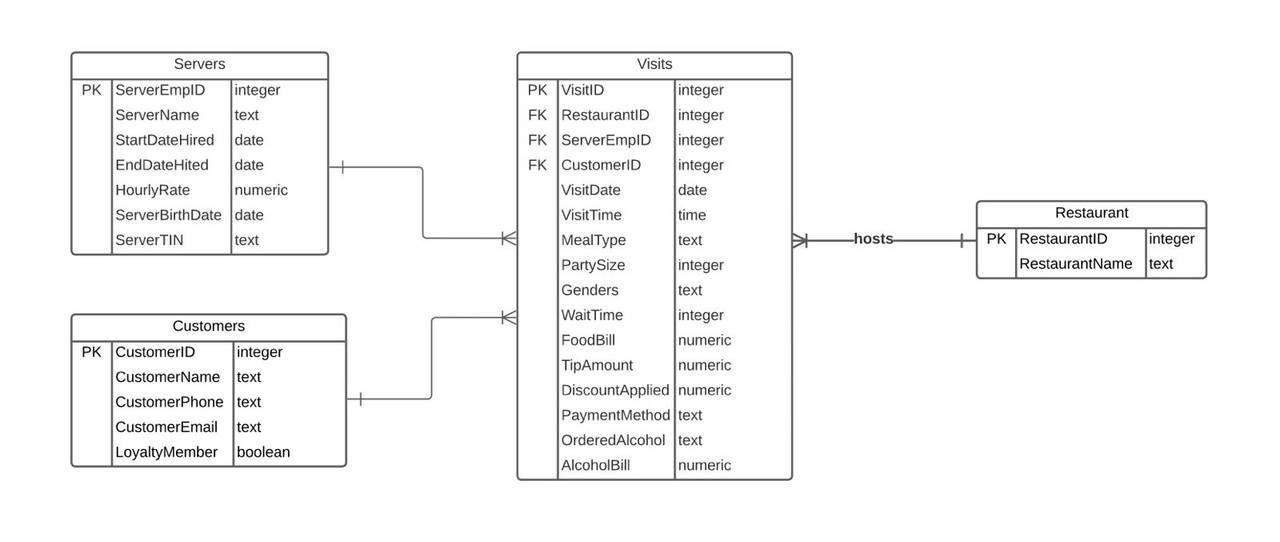 Servers
PK ServerEmpID integer
ServerName text
StartDateHired date
EndDateHited date
HourlyRate numeric
ServerBirthDate date
ServerTIN text
Customers
PK CustomerID integer
CustomerName text
CustomerPhone text
CustomerEmail text
LoyaltyMember boolean
Visits
PK VisitID integer
FK RestaurantID integer
FK ServerEmpID integer
FK CustomerID integer
VisitDate date
VisitTime time
MealType text
PartySize integer
Genders text
WaitTime integer
FoodBill numeric
TipAmount numeric
DiscountApplied numeric
PaymentMethod text
OrderedAlcohol text
AlcoholBill numeric
hosts
Restaurant
PK RestaurantID integer
RestaurantName text